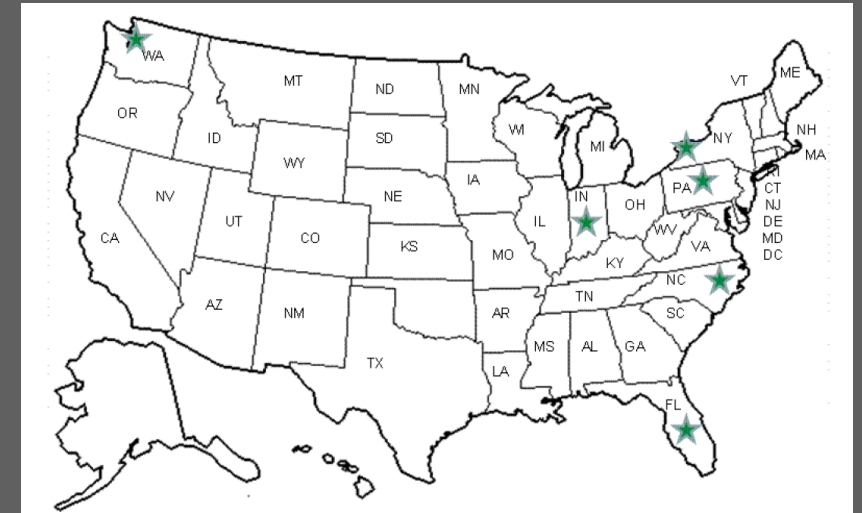 WA
MT
ND
MN
VT
ME
OR
ID
SD
WI
MI
NY
NH
MA
WY
IA
NE
NV
UT
CO
CA
KS
MO
IL
IN
OH
PA
RI
CT
NJ
DE
MD
DC
WV
VA
KY
NC
TN
SC
AZ
NM
AR
TX
MS
AL
GA
LA
FL